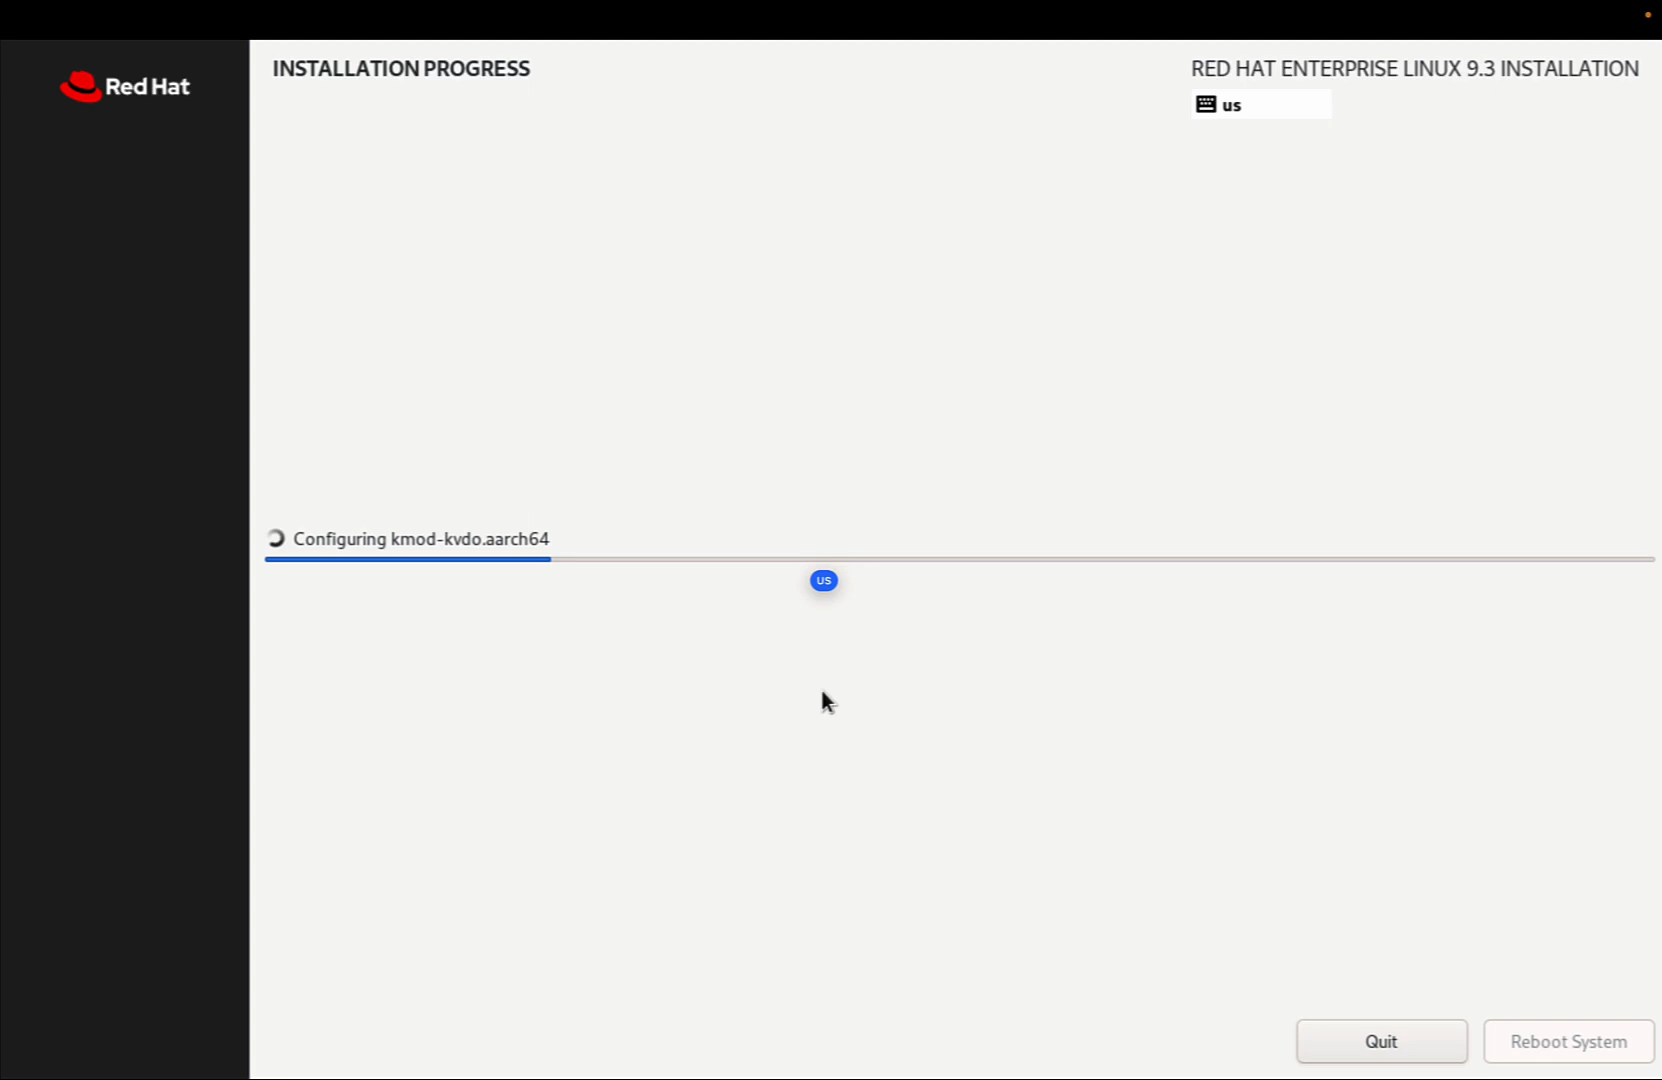 Red Hat
INSTALLATION PROGRESS
RED HAT ENTERPRISE LINUX 9.3 INSTALLATION
us
Configuring kmod-kvdo.aarch64
US
Quit
Reboot System